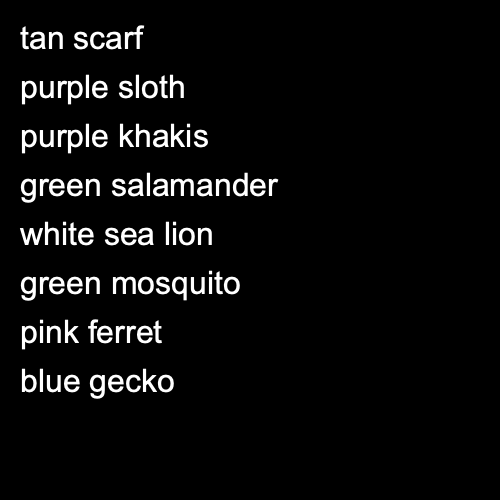 tan scarf
purple sloth
purple khakis
green salamander
white sea lion
green mosquito
pink ferret
blue gecko